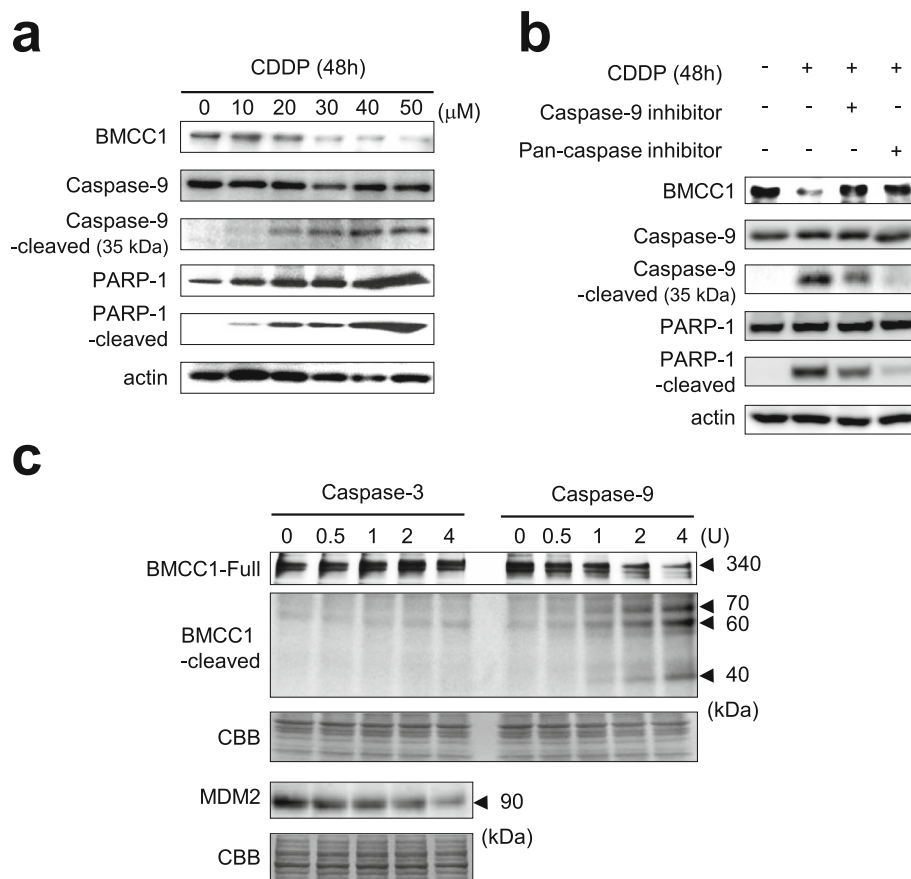 a
CDDP (48h)
0 10 20 30 40 50 (μM)
BMCC1
Caspase-9
Caspase-9
-cleaved (35 kDa)
PARP-1
PARP-1
-cleaved
actin
b
CDDP (48h) - + + +
Caspase-9 inhibitor - - + -
Pan-caspase inhibitor - - - +
BMCC1
Caspase-9
Caspase-9
-cleaved (35 kDa)
PARP-1
PARP-1
-cleaved
actin
c
Caspase-3 Caspase-9
0 0.5 1 2 4 0 0.5 1 2 4 (U)
BMCC1-Full 340
70
60
BMCC1
-cleaved
40
(kDa)
CBB
MDM2 90
(kDa)
CBB